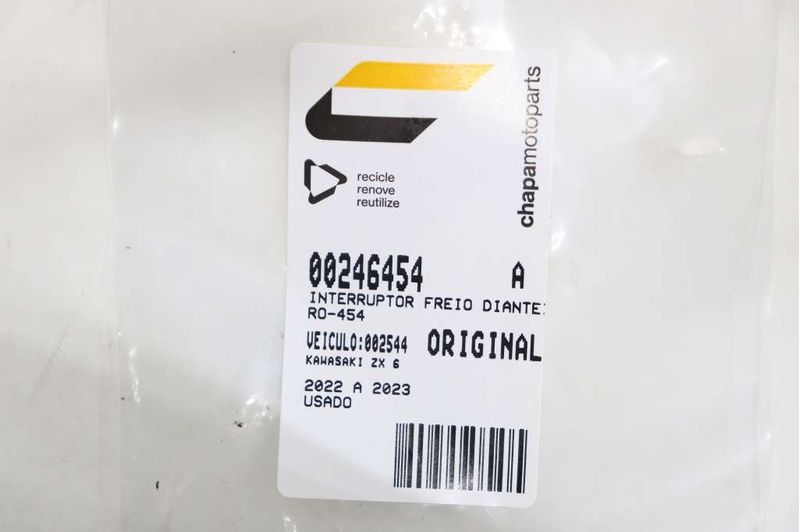 chapamotoparts
recicle
renove
reutilize
00246454 A
INTERRUPTOR FREIO DIANTEI
RO-454
VEICULO:002544 ORIGINAL
KAWASAKI ZX 6
2022 A 2023
USADO